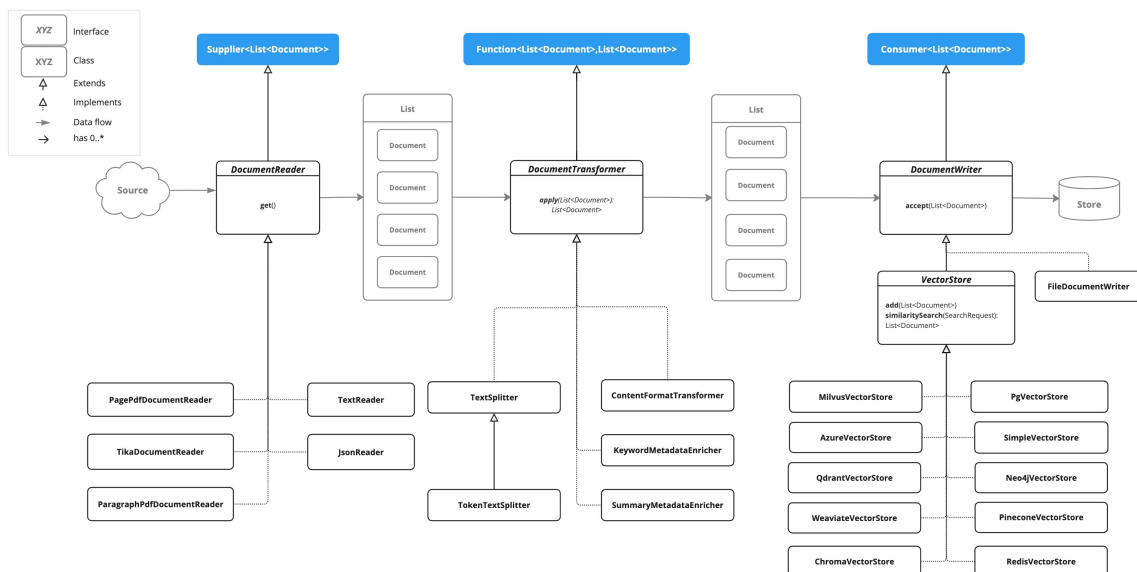 XYZ
Interface
XYZ
Class
Extends
Implements
Data flow
has 0..*
Supplier<List<Document>>
Function<List<Document>,List<Document>>
Consumer<List<Document>>
Source
DocumentReader
get()
List
Document
Document
Document
Document
DocumentTransformer
apply(List<Document>):
List<Document>
List
Document
Document
Document
Document
DocumentWriter
accept(List<Document>)
Store
VectorStore
add(List<Document>)
similaritySearch(SearchRequest):
List<Document>
FileDocumentWriter
PagePdfDocumentReader
TextReader
TikaDocumentReader
JsonReader
ParagraphPdfDocumentReader
TextSplitter
ContentFormatTransformer
KeywordMetadataEnricher
TokenTextSplitter
SummaryMetadataEnricher
MilvusVectorStore
PgVectorStore
AzureVectorStore
SimpleVectorStore
QdrantVectorStore
Neo4jVectorStore
WeaviateVectorStore
PineconeVectorStore
ChromaVectorStore
RedisVectorStore